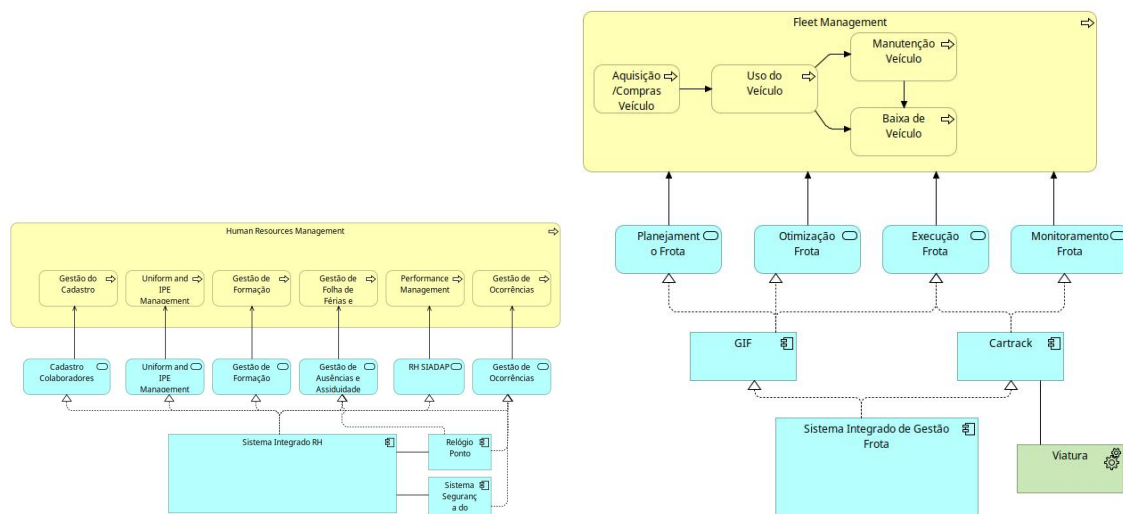 Human Resources Management
Gestão do
Cadastro
Uniform and
IPE
Management
Gestão de
Formação
Gestão de
Folha de
Férias e
Performance
Management
Gestão de
Ocorrências
Cadastro
Colaboradores
Uniform and
IPE
Management
Gestão de
Formação
Gestão de
Ausências e
Assiduidade
RH SIADAP
Gestão de
Ocorrências
Sistema Integrado RH
Relógio
Ponto
Sistema
Seguranç
a do
Fleet Management
Aquisição
/Compras
Veículo
Uso do
Veículo
Manutenção
Veículo
Baixa de
Veículo
Planejament
o Frota
Otimização
Frota
Execução
Frota
Monitoramento
Frota
GIF
Cartrack
Sistema Integrado de Gestão
Frota
Viatura